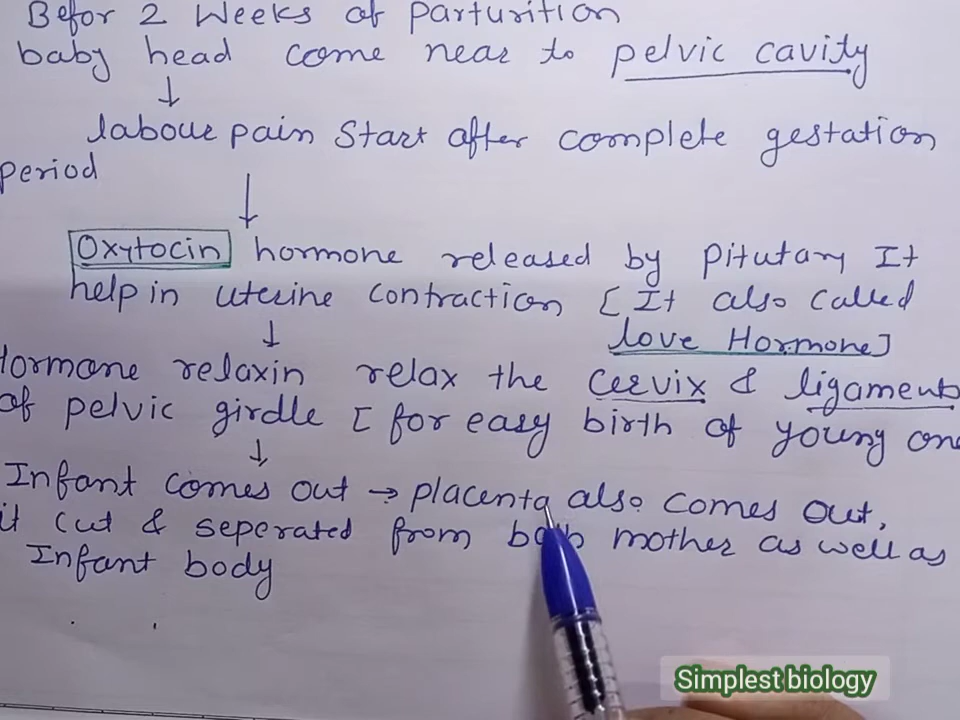 Befor 2 Weeks of parturition
baby head come near to pelvic cavity
↓
labour pain Start after complete gestation
period
↓
Oxytocin hormone released by Pitutary It
help in uterine contraction [It also called
love Hormone]
↓
Hormone relaxin relax the cervix & ligaments
of pelvic girdle [for easy birth of young one
↓
Infant comes out → placenta also comes out,
it cut & seperated from both mother as well as
Infant body
Simplest biology